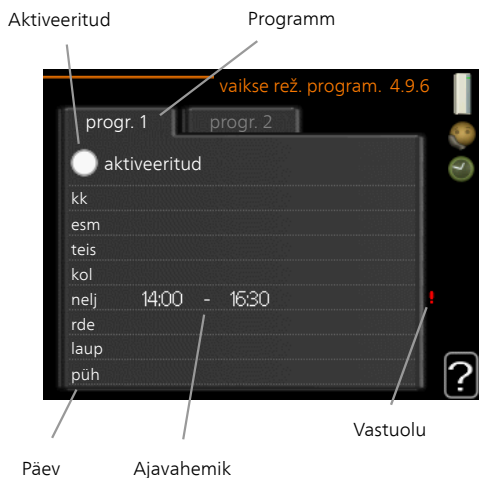 Aktiveeritud Programm
vaikse rež. program. 4.9.6
progr. 1 progr. 2
aktiveeritud
kk
esm
teis
kol
nelj 14:00 - 16:30 !
rde
laup
püh
?
Vastuolu
Päev Ajavahemik